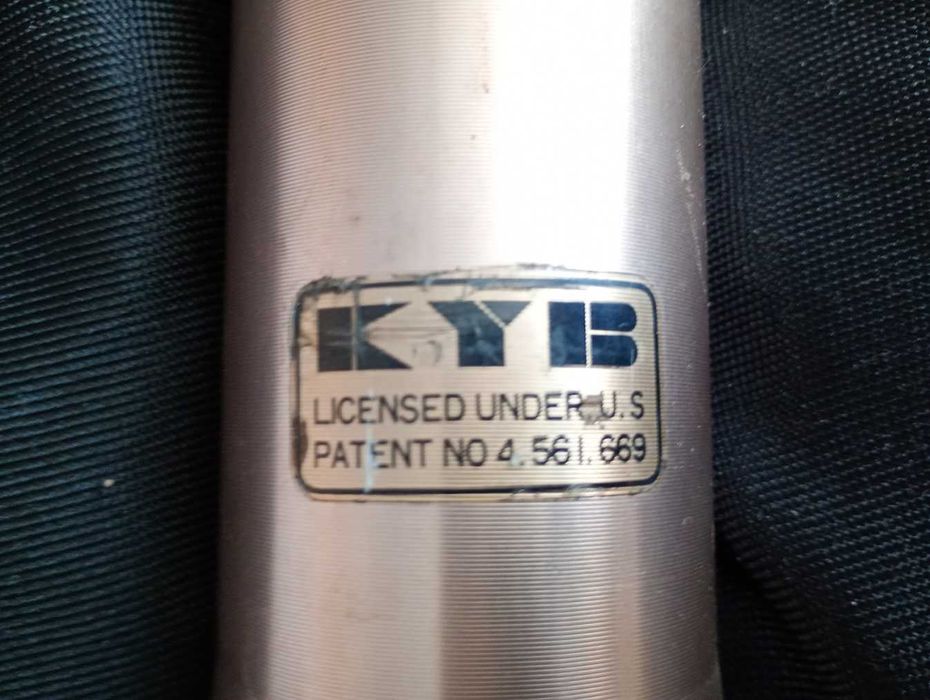 KYB
LICENSED UNDER U.S
PATENT NO 4.561.669